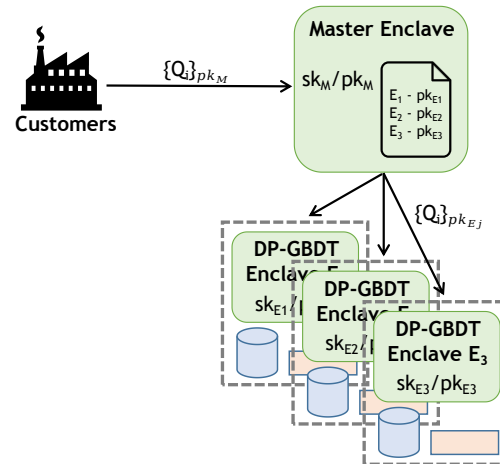 Master Enclave
{Qi}pkM
skM/pkM
E1 - pkE1
E2 - pkE2
E3 - pkE3
Customers
{Qi}pkEj
DP-GBDT
Enclave E
skE1/p
DP-GBDT
Enclave E
skE2/p
DP-GBDT
Enclave E3
skE3/pkE3